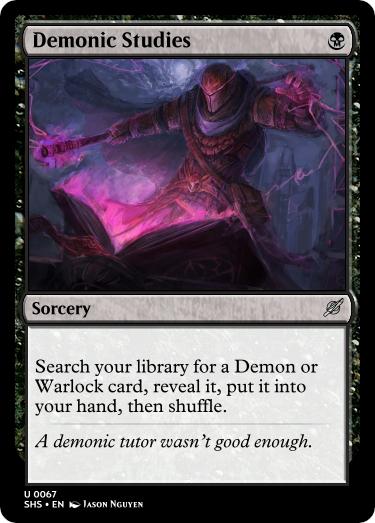 Demonic Studies
Sorcery
Search your library for a Demon or
Warlock card, reveal it, put it into
your hand, then shuffle.
A demonic tutor wasn't good enough.
U 0067
SHS • EN Jason Nguyen